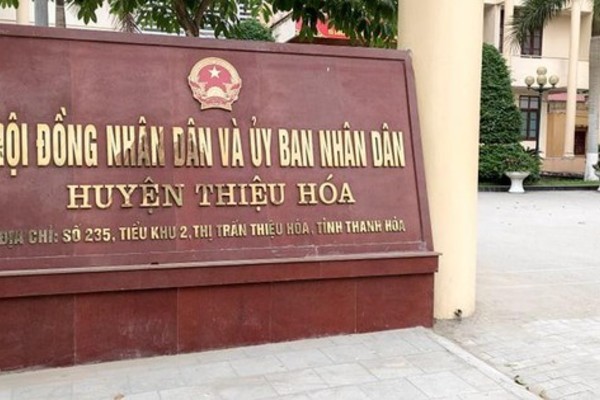 HỘI ĐỒNG NHÂN DÂN VÀ ỦY BAN NHÂN DÂN
HUYỆN THIỆU HÓA
ĐỊA CHỈ: SỐ 235, TIỂU KHU 2, THỊ TRẤN THIỆU HÓA, TỈNH THANH HÓA